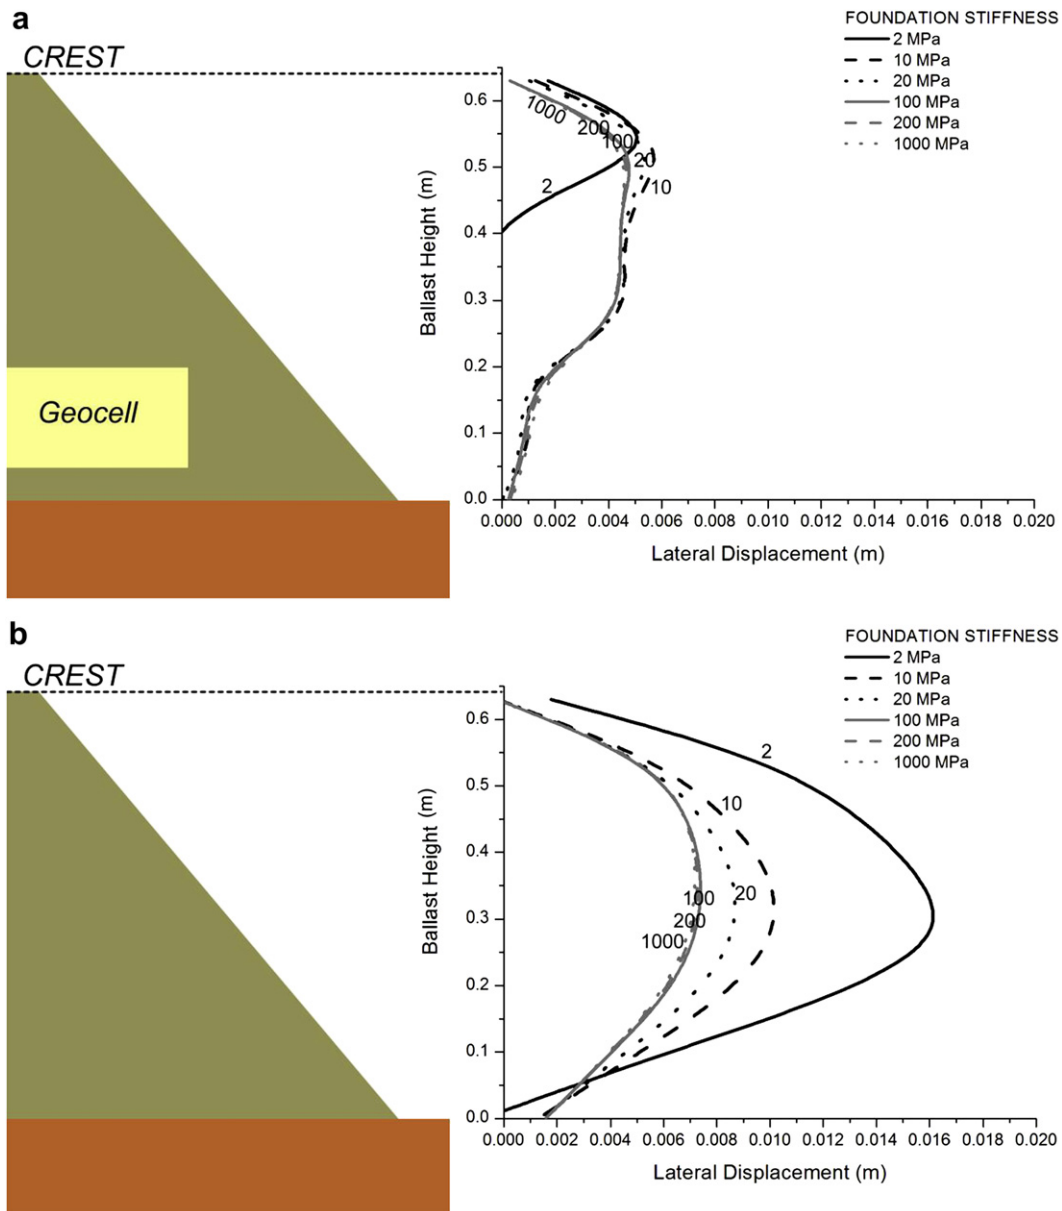 a
CREST
Geocell
FOUNDATION STIFFNESS
2 MPa
10 MPa
20 MPa
100 MPa
200 MPa
1000 MPa
Ballast Height (m)
0.6
0.5
0.4
0.3
0.2
0.1
0.0
1000
200
100
20
10
2
0.000 0.002 0.004 0.006 0.008 0.010 0.012 0.014 0.016 0.018 0.020
Lateral Displacement (m)
b
CREST
FOUNDATION STIFFNESS
2 MPa
10 MPa
20 MPa
100 MPa
200 MPa
1000 MPa
Ballast Height (m)
0.6
0.5
0.4
0.3
0.2
0.1
0.0
2
10
20
100
200
1000
0.000 0.002 0.004 0.006 0.008 0.010 0.012 0.014 0.016 0.018 0.020
Lateral Displacement (m)